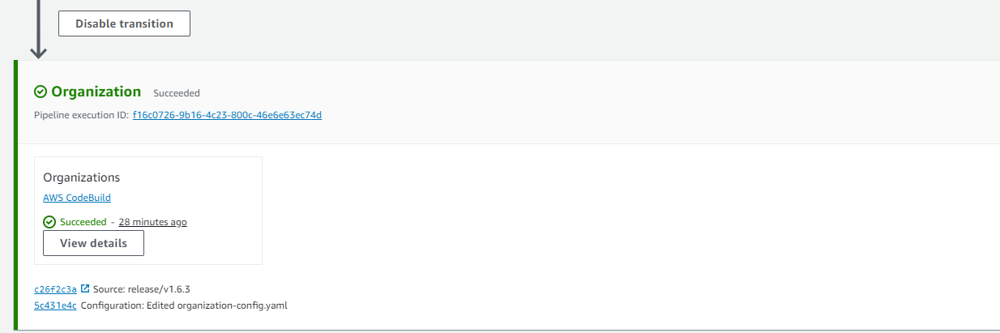 Disable transition
Organization Succeeded
Pipeline execution ID: f16c0726-9b16-4c23-800c-46e6e63ec74d
Organizations
AWS CodeBuild
Succeeded - 28 minutes ago
View details
c26f2c3a Source: release/v1.6.3
5c431e4c Configuration: Edited organization-config.yaml